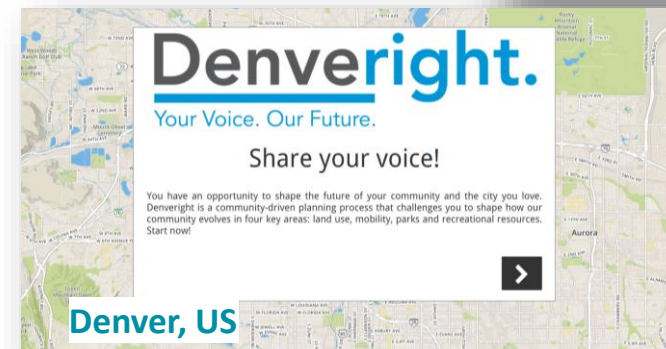 Denveright.
Your Voice. Our Future.
Share your voice!
You have an opportunity to shape the future of your community and the city you love.
Denveright is a community-driven planning process that challenges you to shape how our
community evolves in four key areas: land use, mobility, parks and recreational resources.
Start now!
Aurora
Denver, US